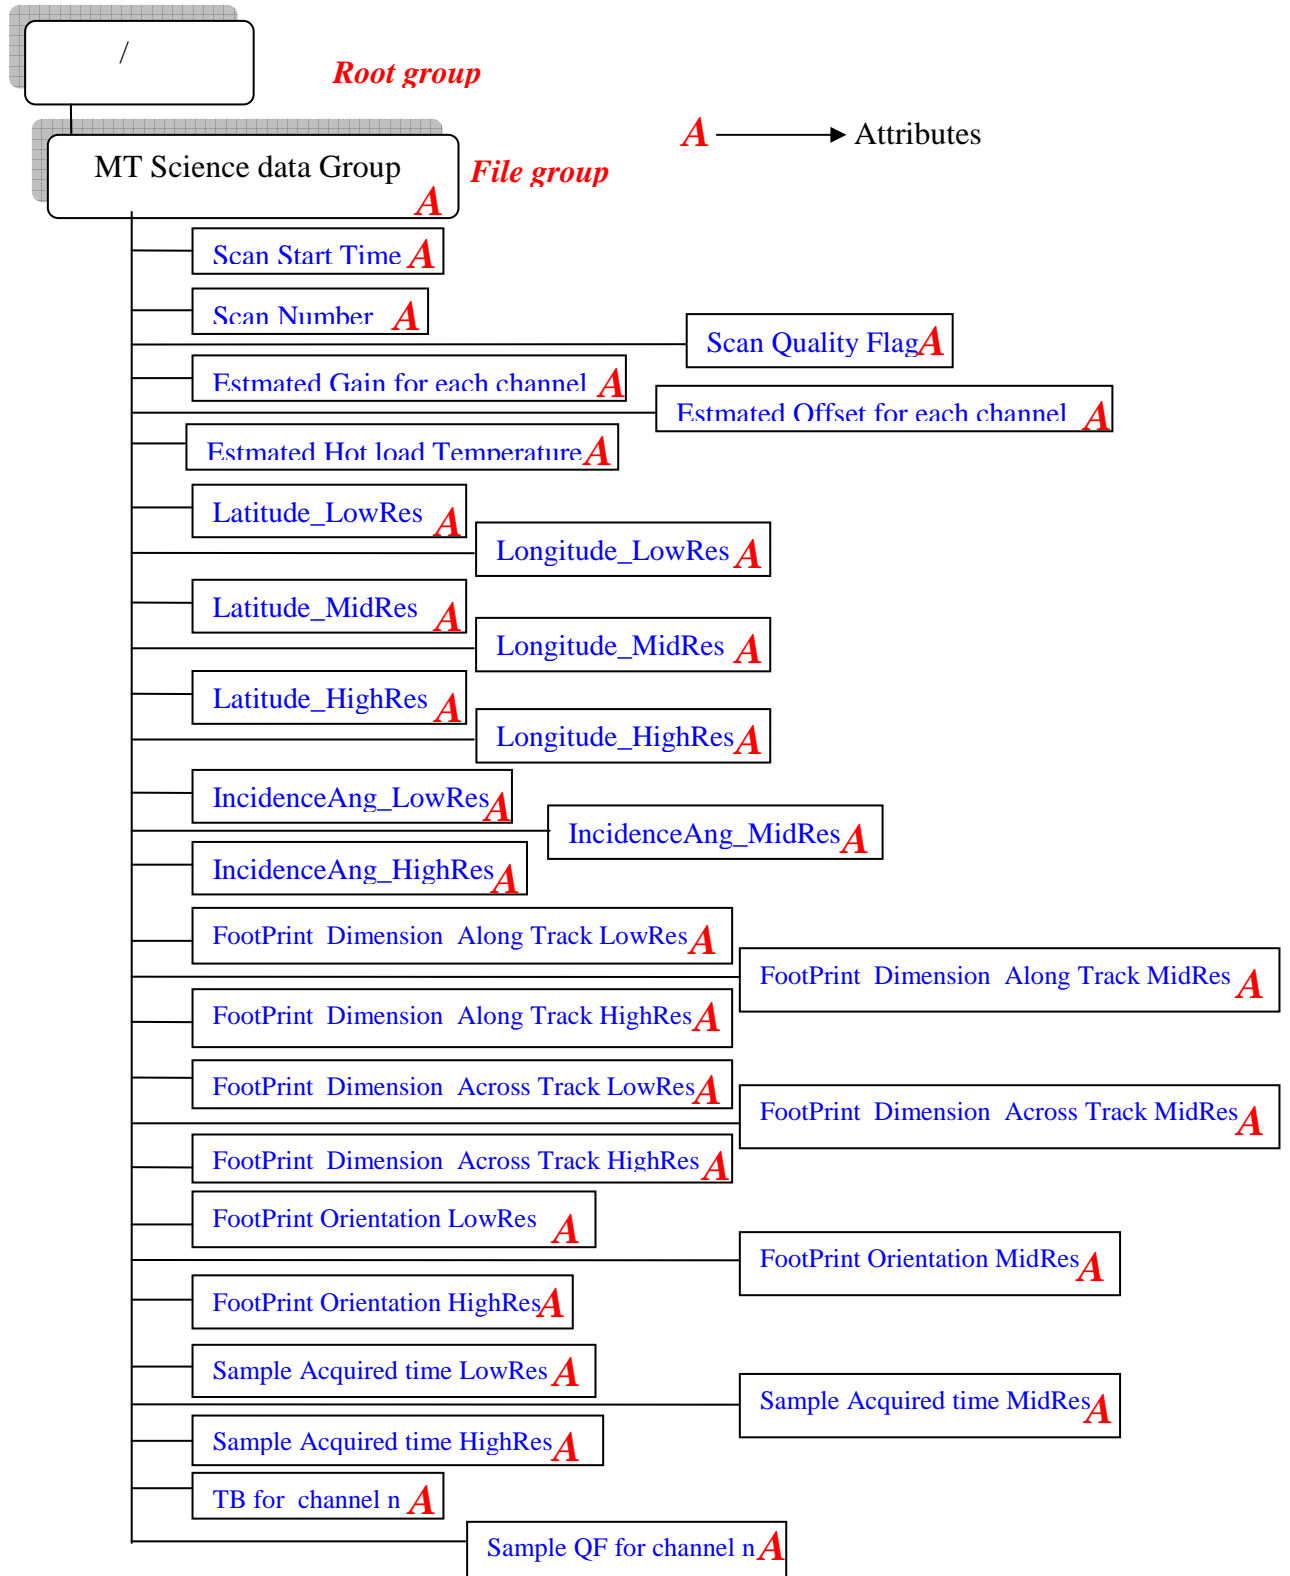 /
Root group
A Attributes
MT Science data Group A
File group
Scan Start Time A
Scan Number A
Scan Quality Flag A
Estmated Gain for each channel A
Estmated Offset for each channel A
Estmated Hot load Temperature A
Latitude_LowRes A
Longitude_LowRes A
Latitude_MidRes A
Longitude_MidRes A
Latitude_HighRes A
Longitude_HighRes A
IncidenceAng_LowRes A
IncidenceAng_MidRes A
IncidenceAng_HighRes A
FootPrint Dimension Along Track LowRes A
FootPrint Dimension Along Track MidRes A
FootPrint Dimension Along Track HighRes A
FootPrint Dimension Across Track LowRes A
FootPrint Dimension Across Track MidRes A
FootPrint Dimension Across Track HighRes A
FootPrint Orientation LowRes A
FootPrint Orientation MidRes A
FootPrint Orientation HighRes A
Sample Acquired time LowRes A
Sample Acquired time MidRes A
Sample Acquired time HighRes A
TB for channel n A
Sample QF for channel n A